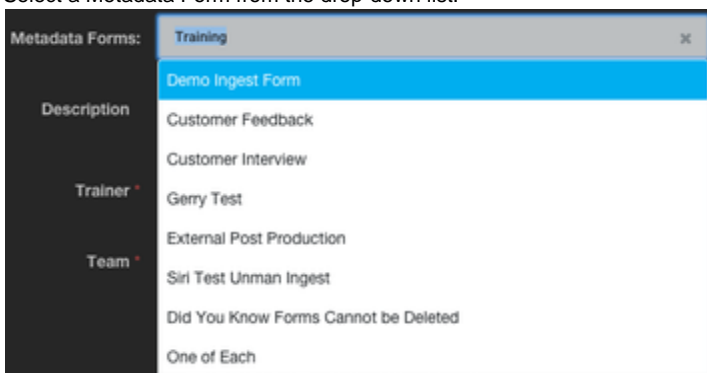 Select a Metadata Form from the drop-down list.
Metadata Forms: Training ×
Demo Ingest Form
Description
Customer Feedback
Customer Interview
Trainer *
Gerry Test
External Post Production
Team *
Siri Test Unman Ingest
Did You Know Forms Cannot be Deleted
One of Each